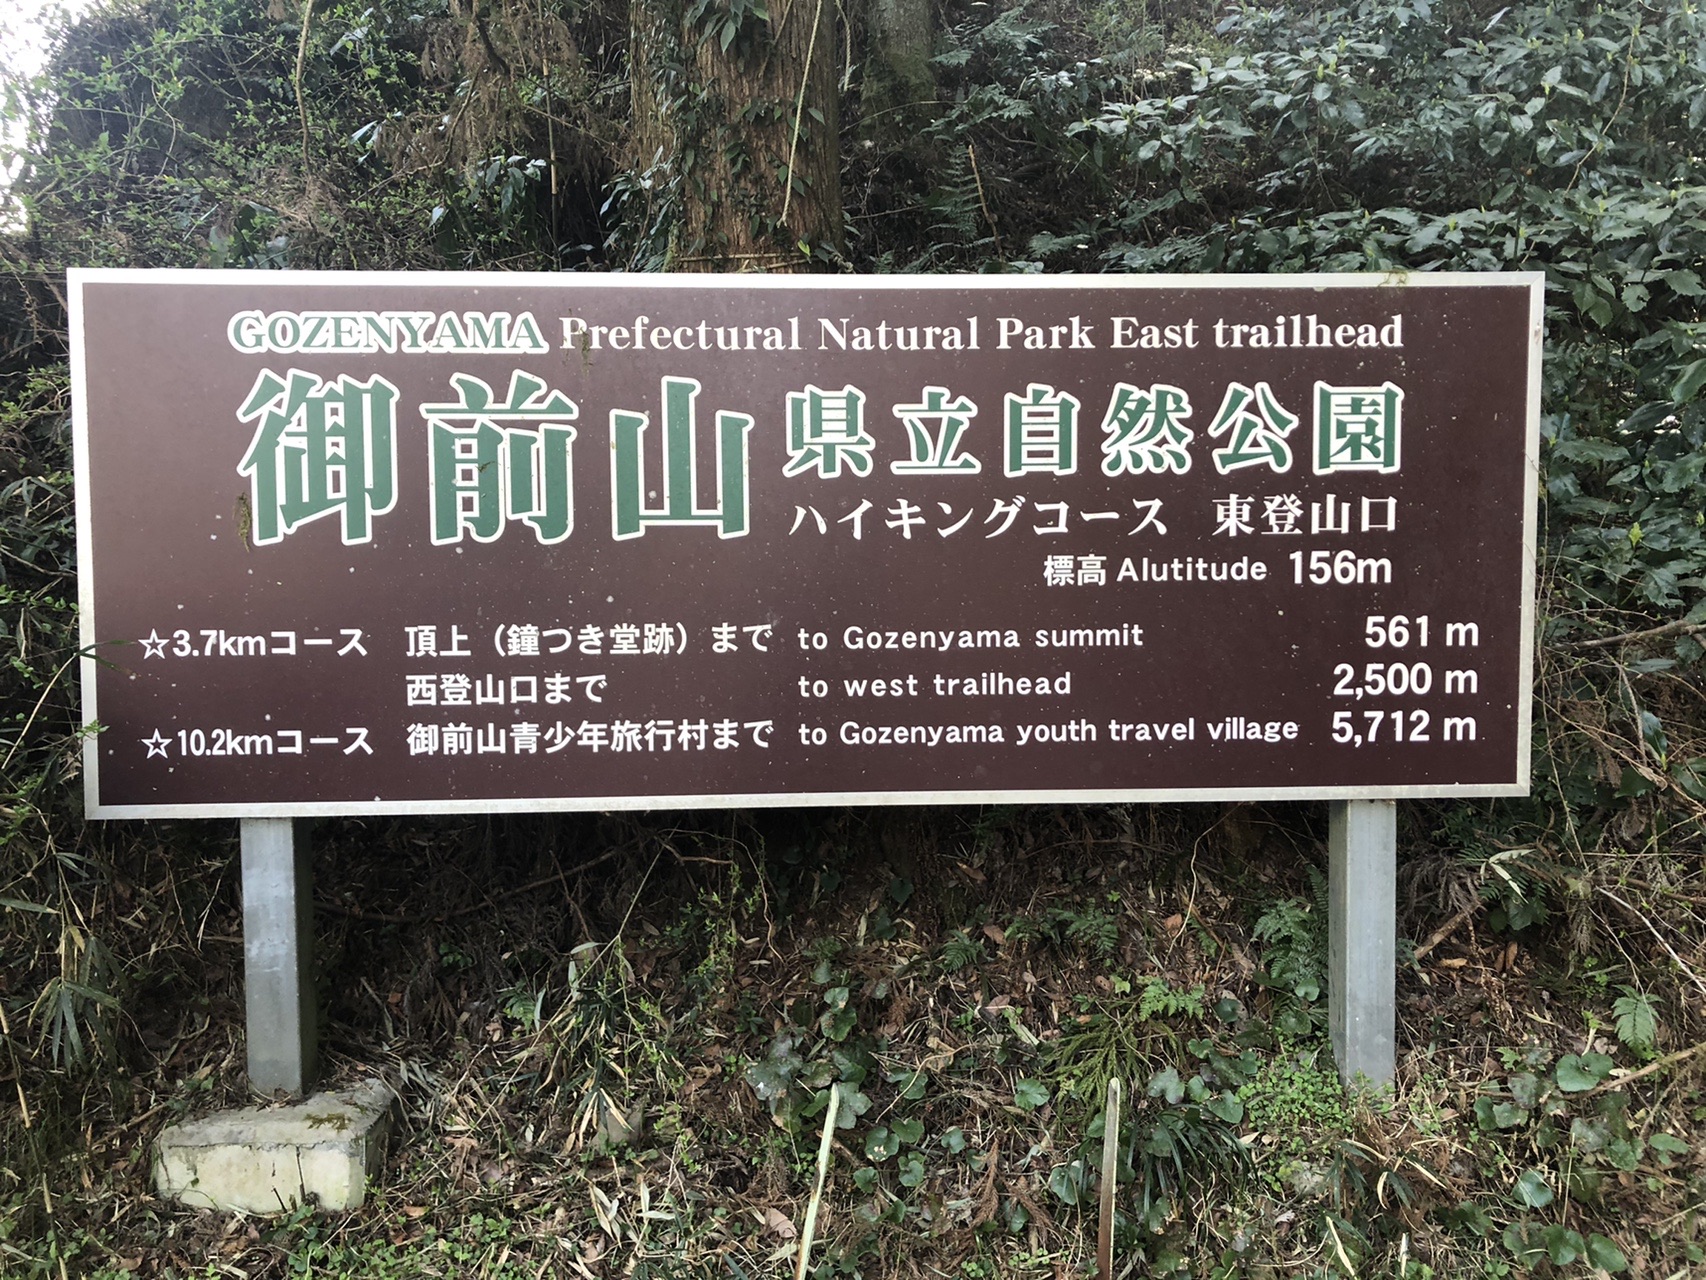 GOZENYAMA Prefectural Natural Park East trailhead
御前山 県立自然公園
ハイキングコース 東登山口
標高 Alutitude 156m
☆3.7kmコース 頂上（鐘つき堂跡）まで to Gozenyama summit 561 m
西登山口まで to west trailhead 2,500 m
☆10.2kmコース 御前山青少年旅行村まで to Gozenyama youth travel village 5,712 m